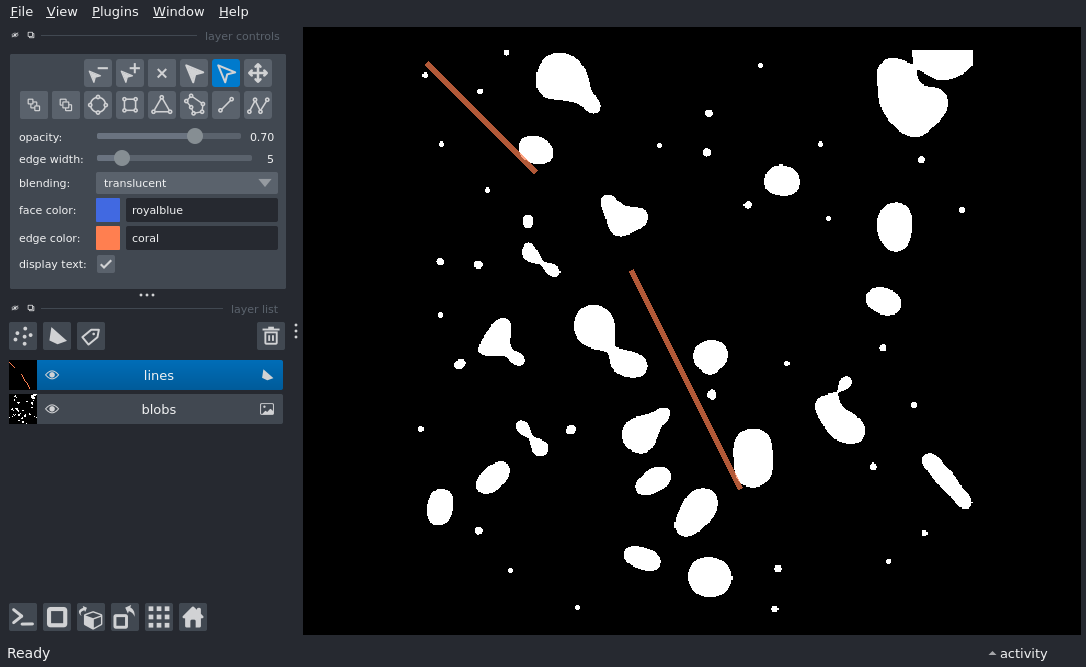 File View Plugins Window Help
layer controls
opacity: 0.70
edge width: 5
blending: translucent
face color: royalblue
edge color: coral
display text:
layer list
lines
blobs
Ready
activity